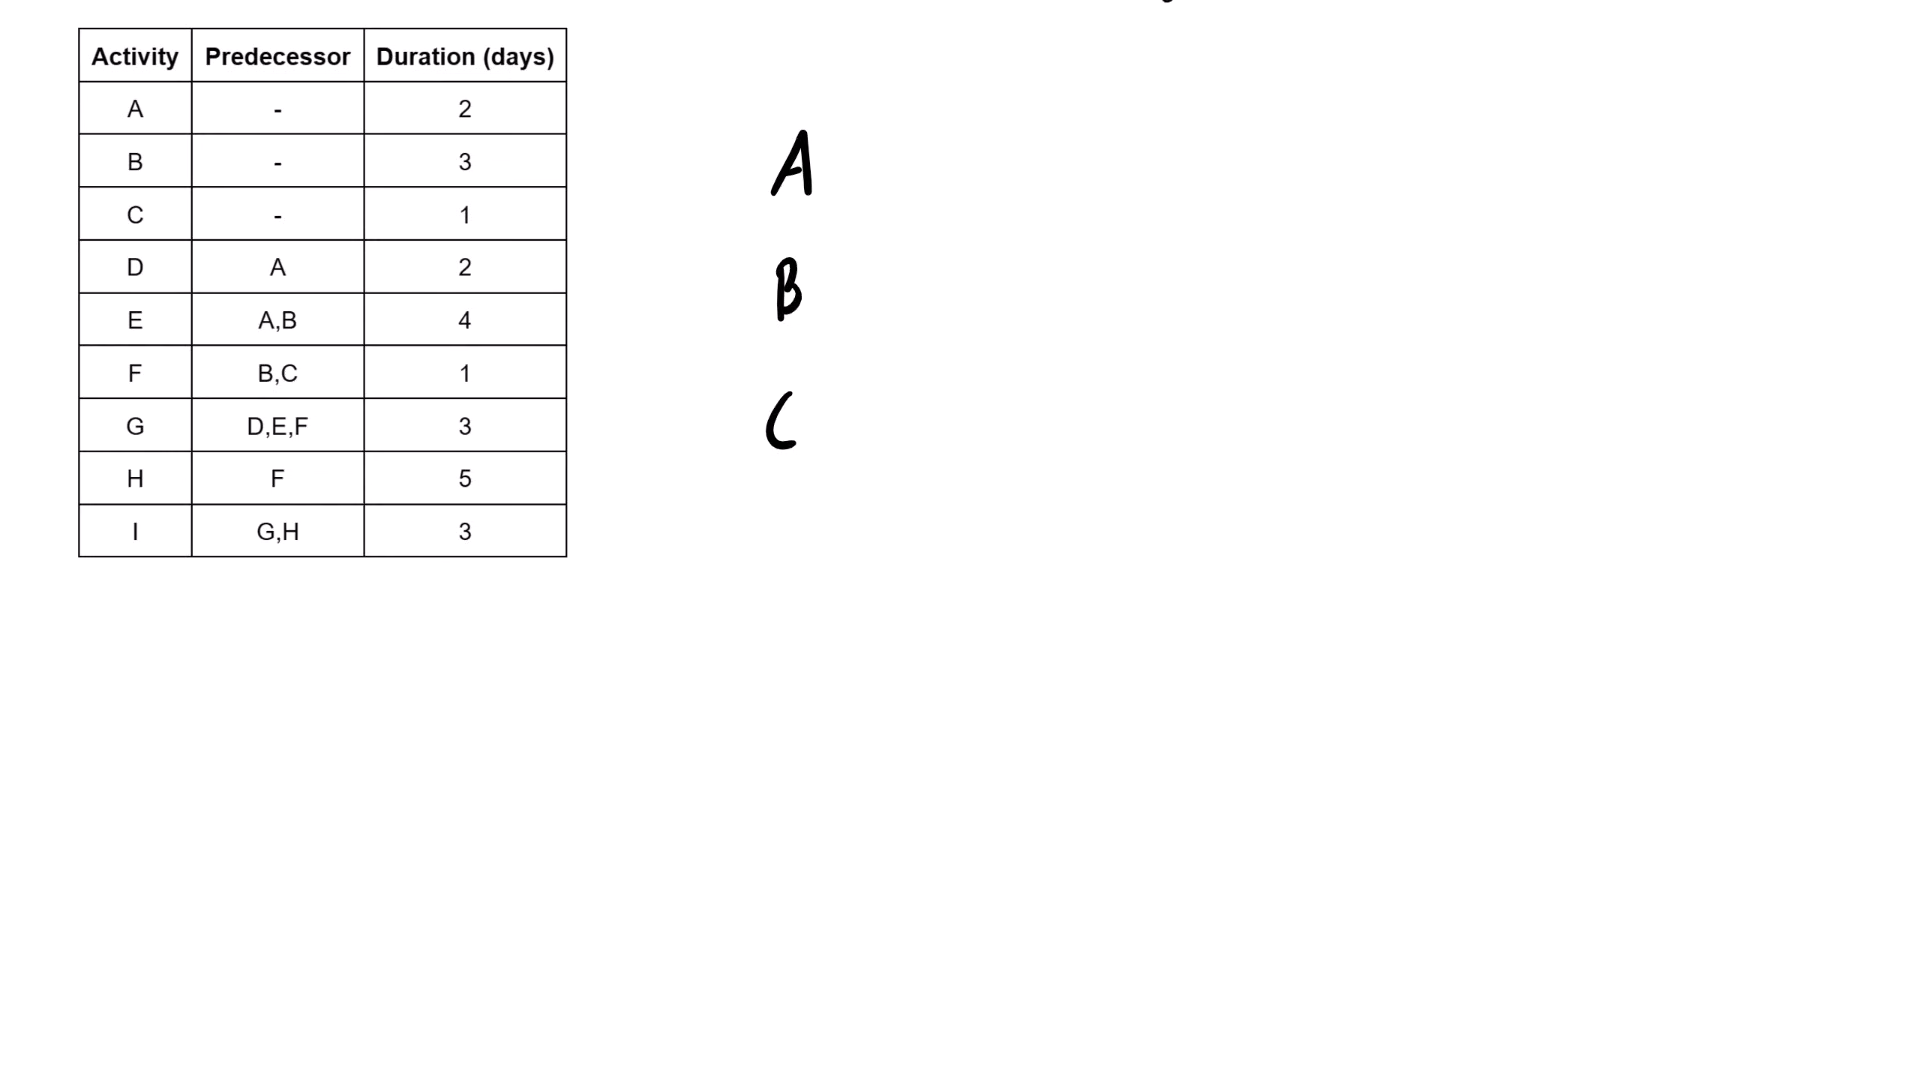 Activity Predecessor Duration (days)
A - 2
B - 3
C - 1
D A 2
E A,B 4
F B,C 1
G D,E,F 3
H F 5
I G,H 3
A
B
C